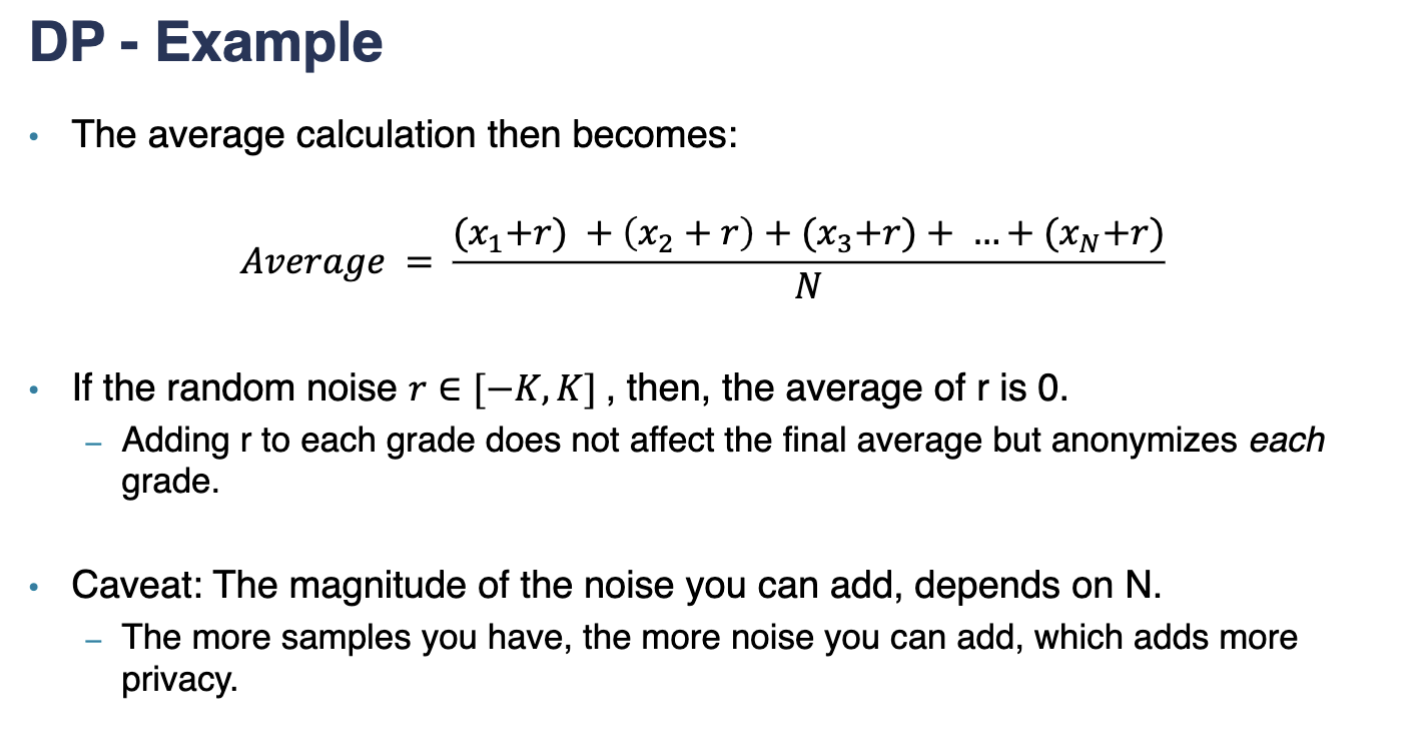 DP - Example
• The average calculation then becomes:
Average = \frac{(x_1+r) + (x_2 + r) + (x_3+r) + ... + (x_N+r)}{N}
• If the random noise r ∈ [−K, K] , then, the average of r is 0.
– Adding r to each grade does not affect the final average but anonymizes each
grade.
• Caveat: The magnitude of the noise you can add, depends on N.
– The more samples you have, the more noise you can add, which adds more
privacy.